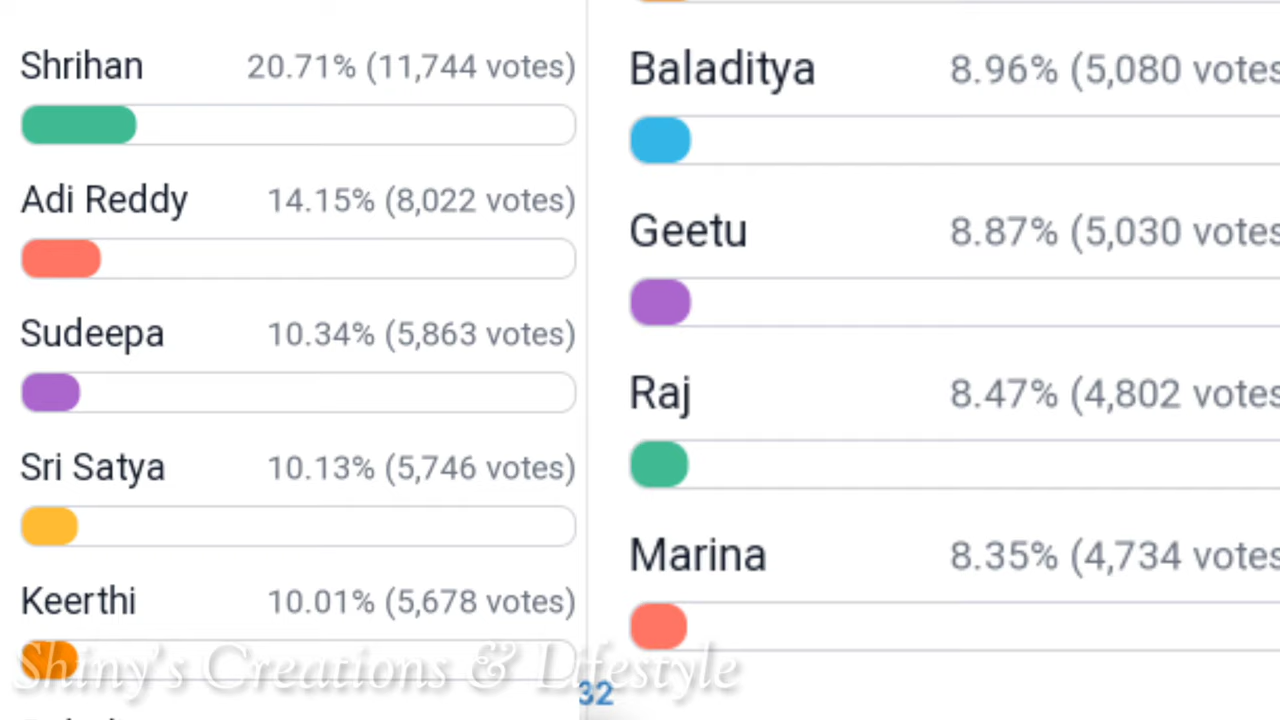 Shrihan 20.71% (11,744 votes)
Adi Reddy 14.15% (8,022 votes)
Sudeepa 10.34% (5,863 votes)
Sri Satya 10.13% (5,746 votes)
Keerthi 10.01% (5,678 votes)
Baladitya 8.96% (5,080 votes
Geetu 8.87% (5,030 votes
Raj 8.47% (4,802 votes
Marina 8.35% (4,734 votes
Shiny's Creations & Lifestyle
32